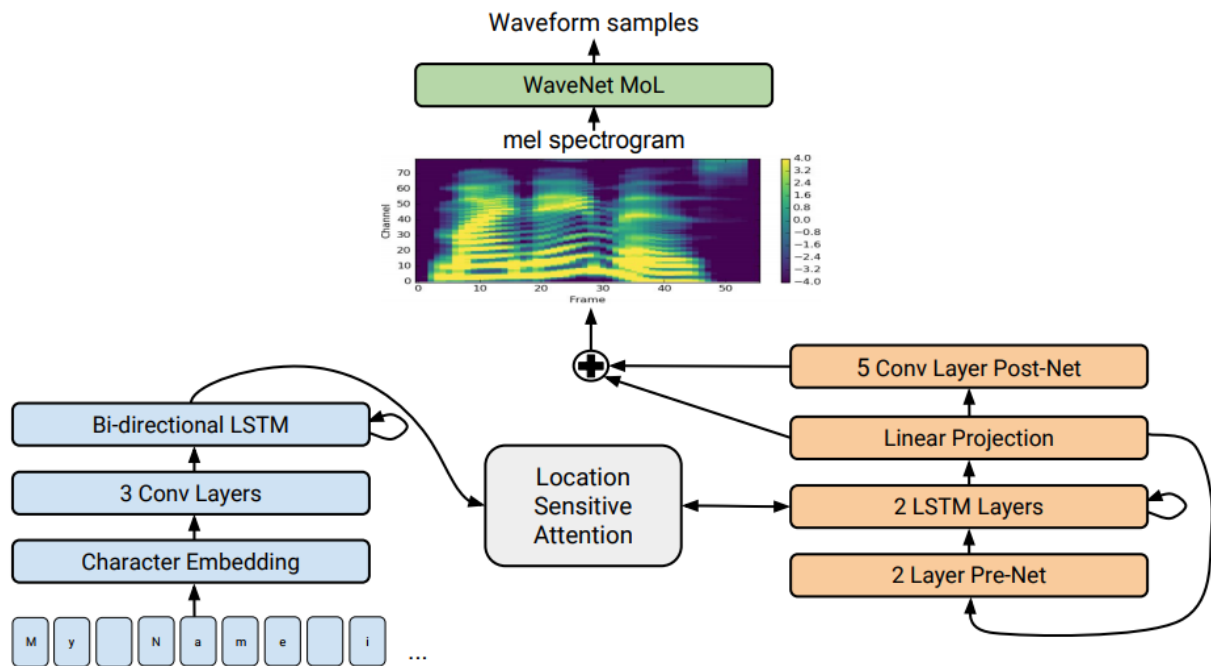 Waveform samples
WaveNet MoL
mel spectrogram
Channel
70
60
50
40
30
20
10
0
0 10 20 30 40 50
Frame
4.0
3.2
2.4
1.6
0.8
0.0
−0.8
−1.6
−2.4
−3.2
−4.0
Bi-directional LSTM
3 Conv Layers
Character Embedding
M y N a m e i ...
Location
Sensitive
Attention
5 Conv Layer Post-Net
Linear Projection
2 LSTM Layers
2 Layer Pre-Net